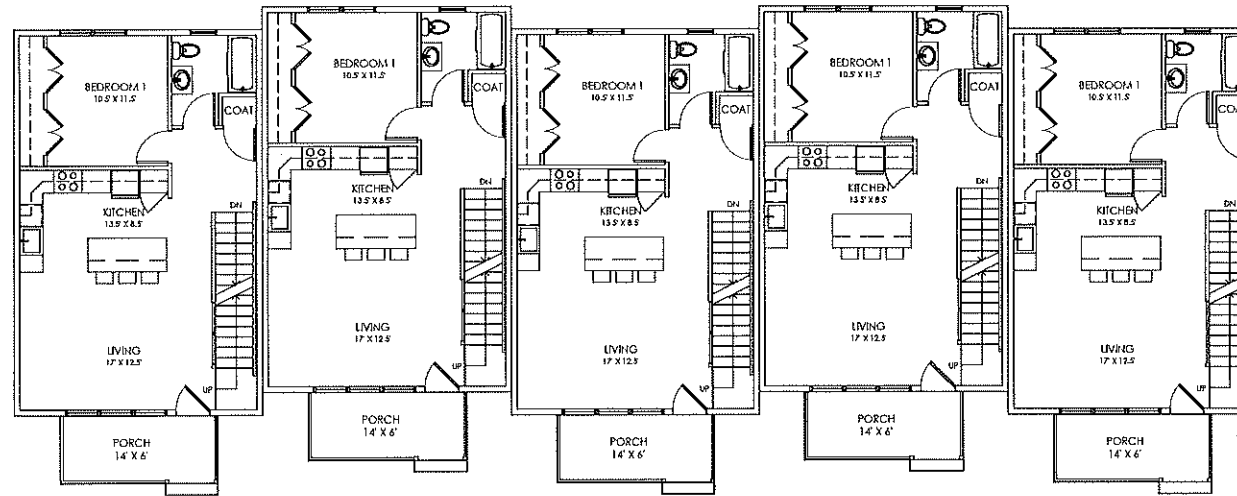 BEDROOM 1
10.5' X 11.5'
COAT
KITCHEN
13.5' X 8.5'
DN
LIVING
17' X 12.5'
UP
PORCH
14' X 6'
BEDROOM 1
10.5' X 11.5'
COAT
KITCHEN
13.5' X 8.5'
DN
LIVING
17' X 12.5'
UP
PORCH
14' X 6'
BEDROOM 1
10.5' X 11.5'
COAT
KITCHEN
13.5' X 8.5'
DN
LIVING
17' X 12.5'
UP
PORCH
14' X 6'
BEDROOM 1
10.5' X 11.5'
COAT
KITCHEN
13.5' X 8.5'
DN
LIVING
17' X 12.5'
UP
PORCH
14' X 6'
BEDROOM 1
10.5' X 11.5'
KITCHEN
13.5' X 8.5'
DN
LIVING
17' X 12.5'
UP
PORCH
14' X 6'